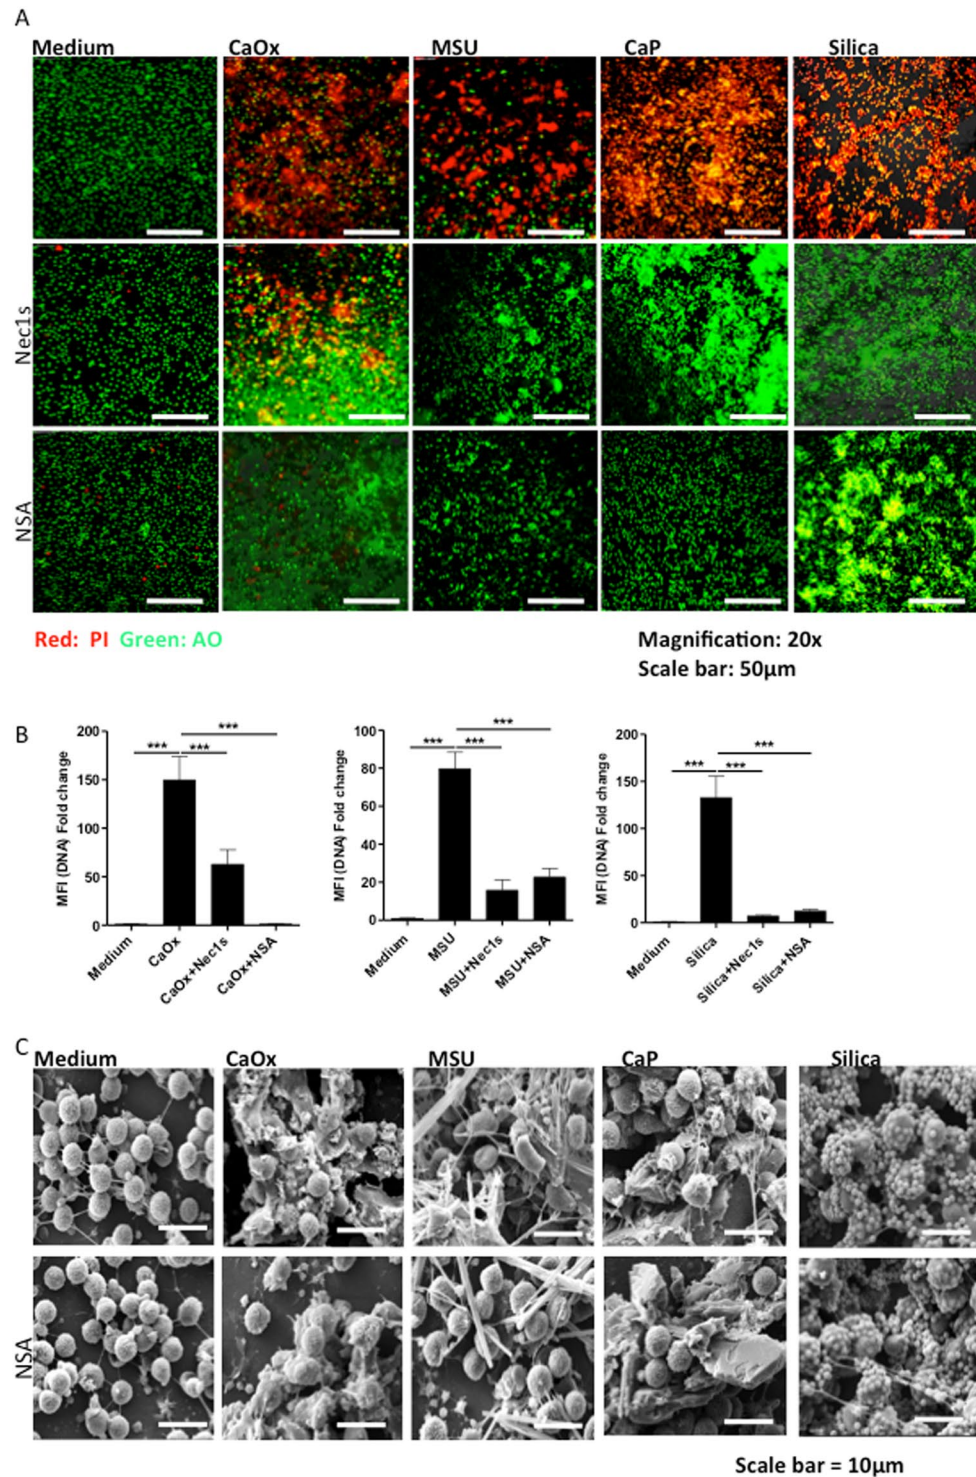 A
Medium CaOx MSU CaP Silica
Nec1s
NSA
Red: PI Green: AO
Magnification: 20x
Scale bar: 50µm
B
MFI (DNA) Fold change
200
150
100
50
0
***
*** ***
Medium
CaOx
CaOx+Nec1s
CaOx+NSA
MFI (DNA) Fold change
100
80
60
40
20
0
***
*** ***
Medium
MSU
MSU+Nec1s
MSU+NSA
MFI (DNA) Fold change
200
150
100
50
0
***
*** ***
Medium
Silica
Silica+Nec1s
Silica+NSA
C
Medium CaOx MSU CaP Silica
NSA
Scale bar = 10µm